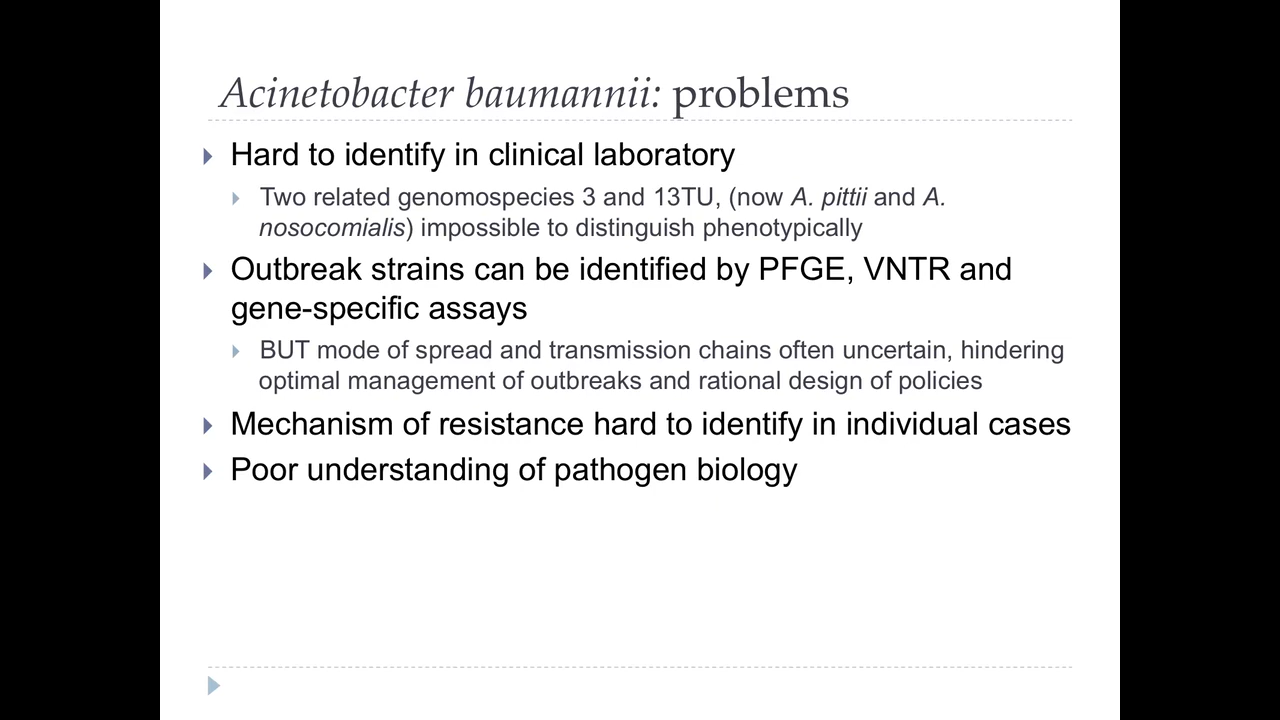 Acinetobacter baumannii: problems
Hard to identify in clinical laboratory
Two related genomospecies 3 and 13TU, (now A. pittii and A.
nosocomialis) impossible to distinguish phenotypically
Outbreak strains can be identified by PFGE, VNTR and
gene-specific assays
BUT mode of spread and transmission chains often uncertain, hindering
optimal management of outbreaks and rational design of policies
Mechanism of resistance hard to identify in individual cases
Poor understanding of pathogen biology